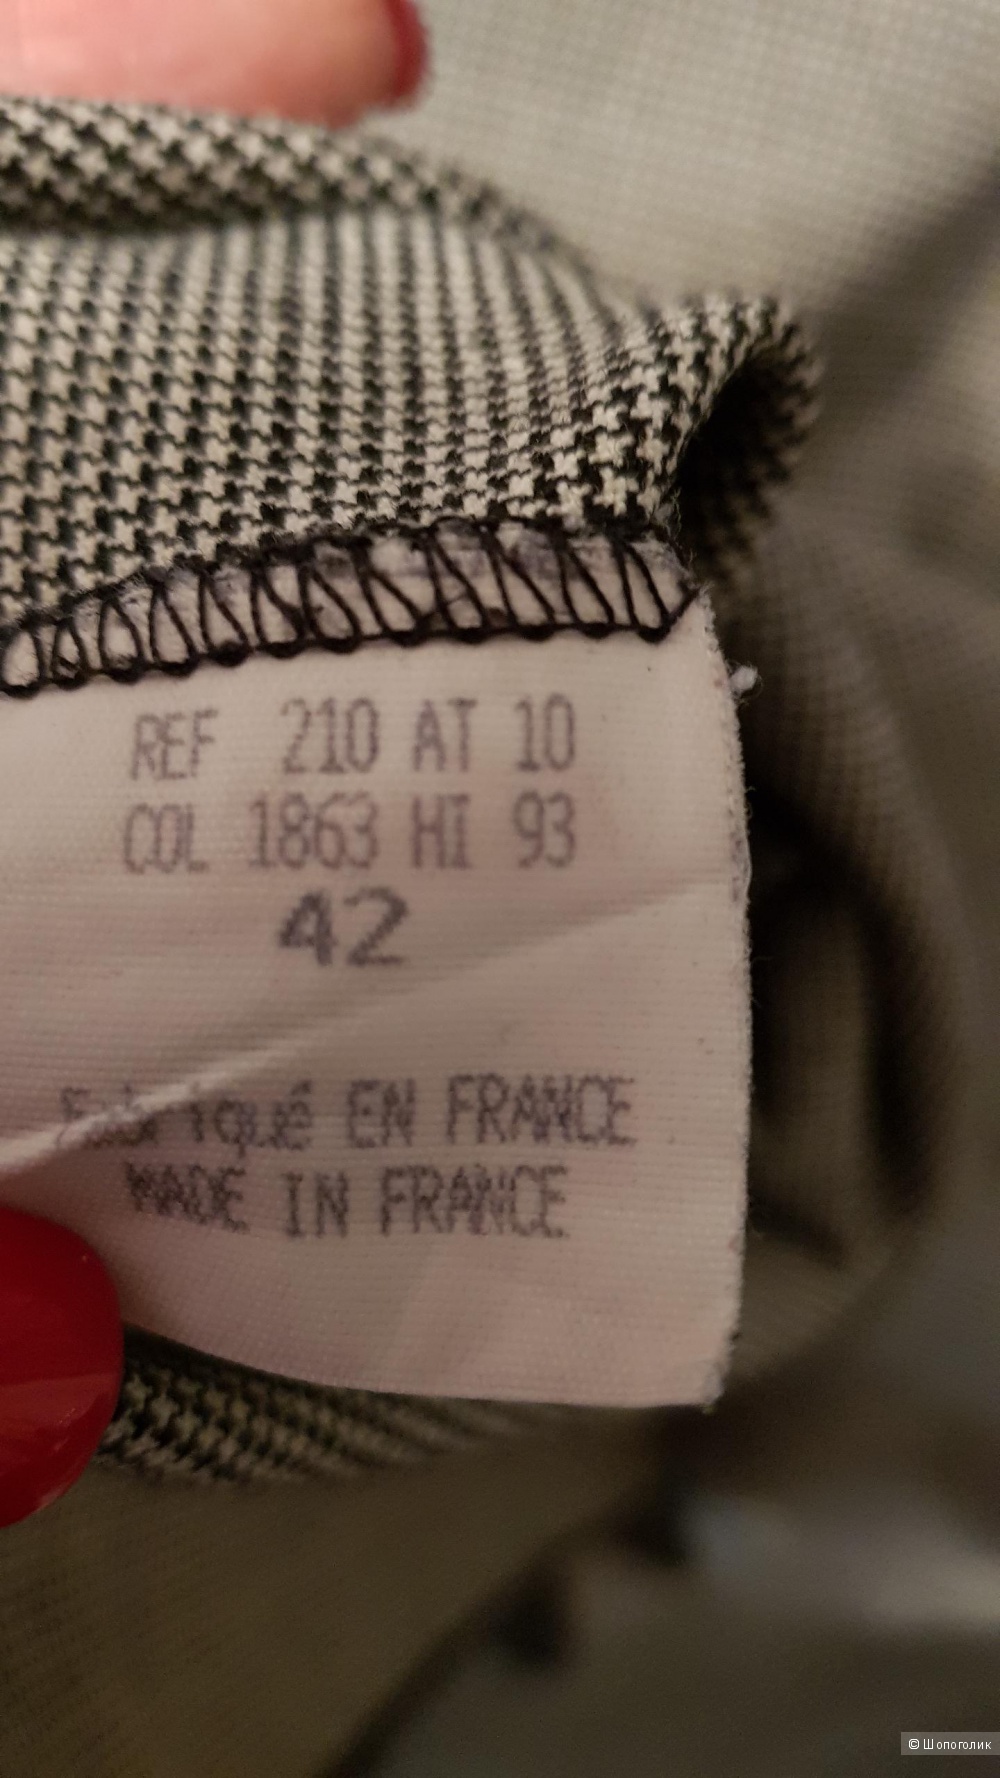 REF 210 AT 10
COL 1863 HI 93
42
Fabriqué EN FRANCE
MADE IN FRANCE
© Шопоголик